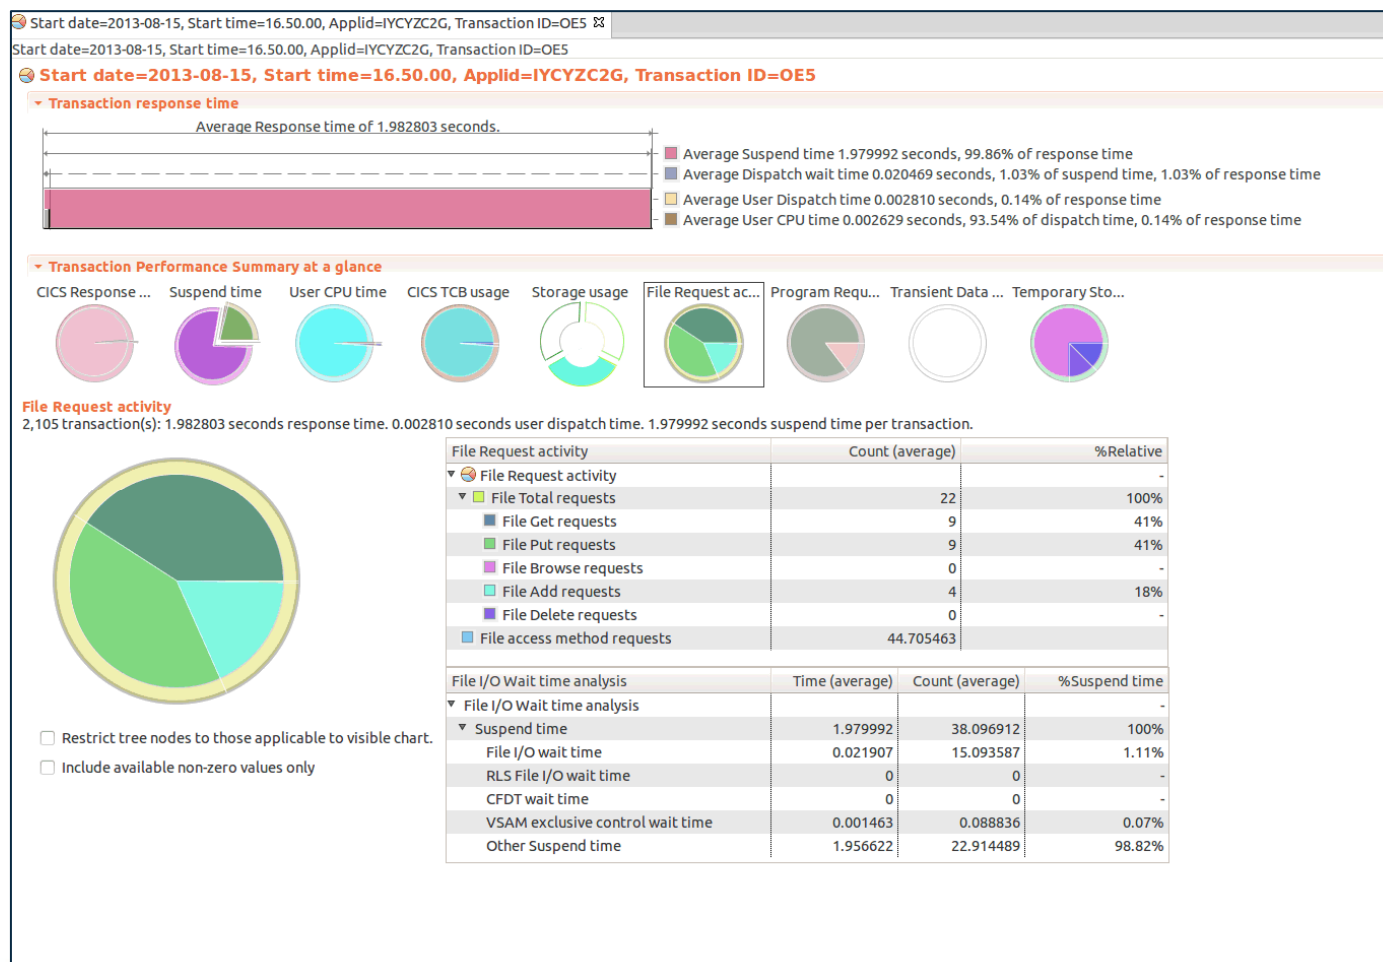 Start date=2013-08-15, Start time=16.50.00, Applid=IYCYZC2G, Transaction ID=OE5
Start date=2013-08-15, Start time=16.50.00, Applid=IYCYZC2G, Transaction ID=OE5
Start date=2013-08-15, Start time=16.50.00, Applid=IYCYZC2G, Transaction ID=OE5
Transaction response time
Average Response time of 1.982803 seconds.
Average Suspend time 1.979992 seconds, 99.86% of response time
Average Dispatch wait time 0.020469 seconds, 1.03% of suspend time, 1.03% of response time
Average User Dispatch time 0.002810 seconds, 0.14% of response time
Average User CPU time 0.002629 seconds, 93.54% of dispatch time, 0.14% of response time
Transaction Performance Summary at a glance
CICS Response ... Suspend time User CPU time CICS TCB usage Storage usage File Request ac... Program Requ... Transient Data ... Temporary Sto...
File Request activity
2,105 transaction(s): 1.982803 seconds response time. 0.002810 seconds user dispatch time. 1.979992 seconds suspend time per transaction.
File Request activity Count (average) %Relative
File Request activity -
File Total requests 22 100%
File Get requests 9 41%
File Put requests 9 41%
File Browse requests 0 -
File Add requests 4 18%
File Delete requests 0 -
File access method requests 44.705463
File I/O Wait time analysis Time (average) Count (average) %Suspend time
File I/O Wait time analysis -
Suspend time 1.979992 38.096912 100%
File I/O wait time 0.021907 15.093587 1.11%
RLS File I/O wait time 0 0 -
CFDT wait time 0 0 -
VSAM exclusive control wait time 0.001463 0.088836 0.07%
Other Suspend time 1.956622 22.914489 98.82%
Restrict tree nodes to those applicable to visible chart.
Include available non-zero values only